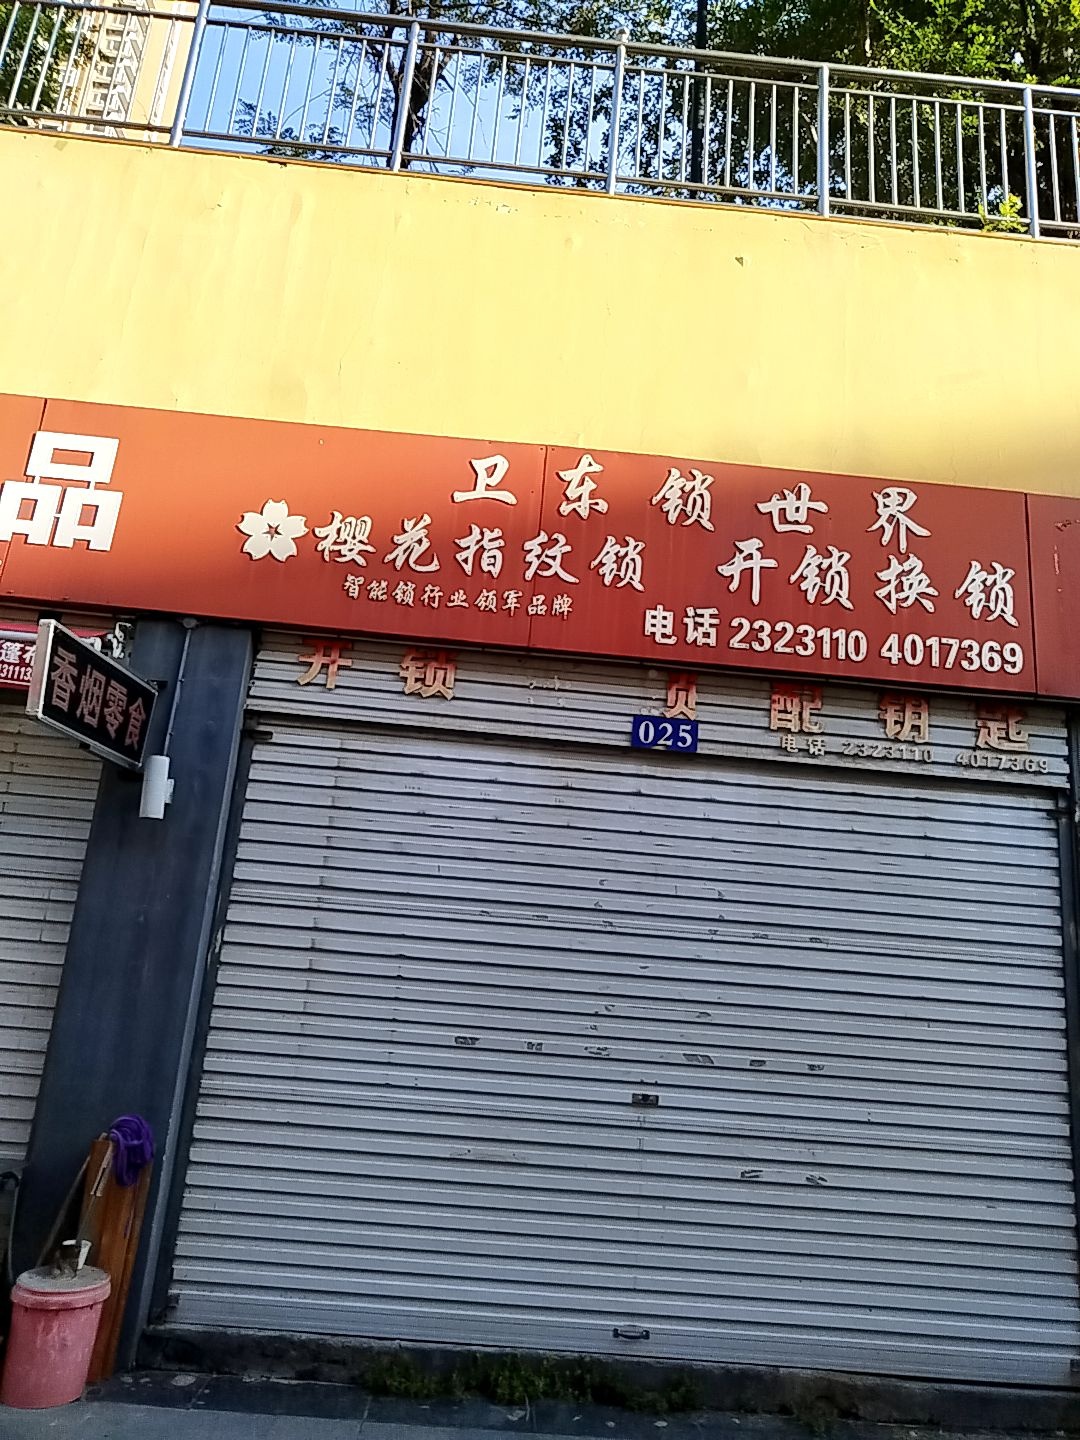 品
卫东锁世界
樱花指纹锁 开锁换锁
智能锁行业领军品牌
电话 2323110 4017369
香烟零食
开锁 配钥匙
025
电话 2323110 4017369